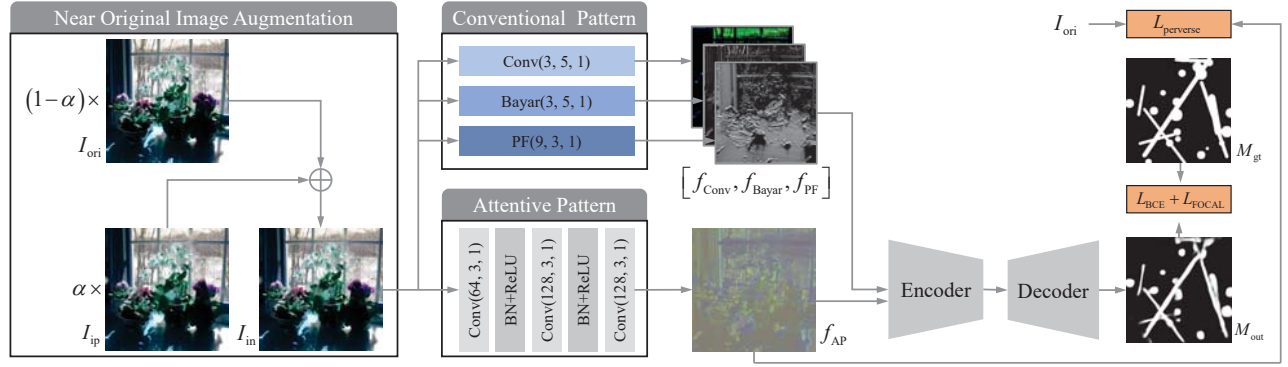 Near Original Image Augmentation
(1−α)×
I_ori
α×
I_ip
I_in
Conventional Pattern
Conv(3, 5, 1)
Bayar(3, 5, 1)
PF(9, 3, 1)
[f_Conv, f_Bayar, f_PF]
Attentive Pattern
Conv(64, 3, 1)
BN+ReLU
Conv(128, 3, 1)
BN+ReLU
Conv(128, 3, 1)
f_AP
Encoder
Decoder
I_ori
L_perverse
M_gt
L_BCE + L_FOCAL
M_out